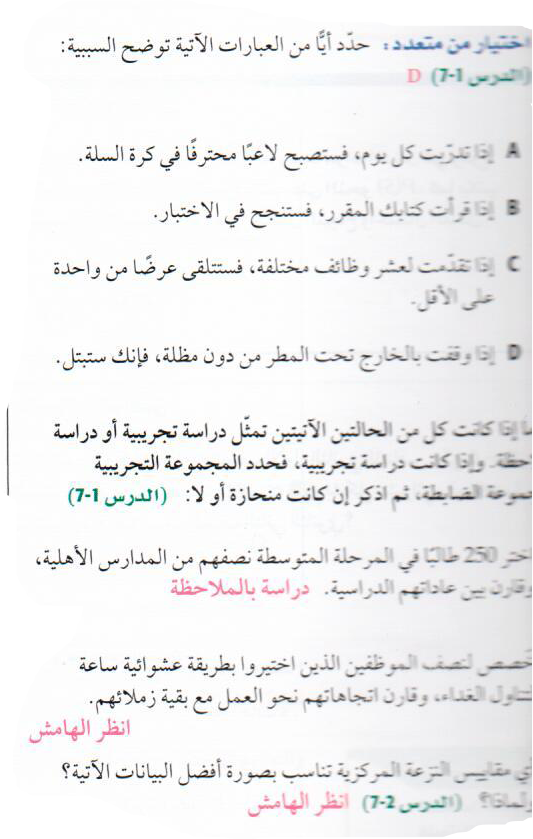 اختيار من متعدد: حدّد أيًّا من العبارات الآتية توضح السببية:
(الدرس 1-7) D
A إذا تدرّبت كل يوم، فستصبح لاعبًا محترفًا في كرة السلة.
B إذا قرأت كتابك المقرر، فستنجح في الاختبار.
C إذا تقدّمت لعشر وظائف مختلفة، فستتلقى عرضًا من واحدة
على الأقل.
D إذا وقفت بالخارج تحت المطر من دون مظلة، فإنك ستبتل.
إذا كانت كل من الحالتين الآتيتين تمثّل دراسة تجريبية أو دراسة
وإذا كانت دراسة تجريبية، فحدد المجموعة التجريبية
الضابطة، ثم اذكر إن كانت منحازة أو لا: (الدرس 1-7)
اختر 250 طالبًا في المرحلة المتوسطة نصفهم من المدارس الأهلية،
وقارن بين عاداتهم الدراسية. دراسة بالملاحظة
خصص لنصف الموظفين الذين اختيروا بطريقة عشوائية ساعة
لتناول الغداء، وقارن اتجاهاتهم نحو العمل مع بقية زملائهم.
انظر الهامش
أي مقاييس النزعة المركزية تناسب بصورة أفضل البيانات الآتية؟
ولماذا؟ (الدرس 2-7) انظر الهامش